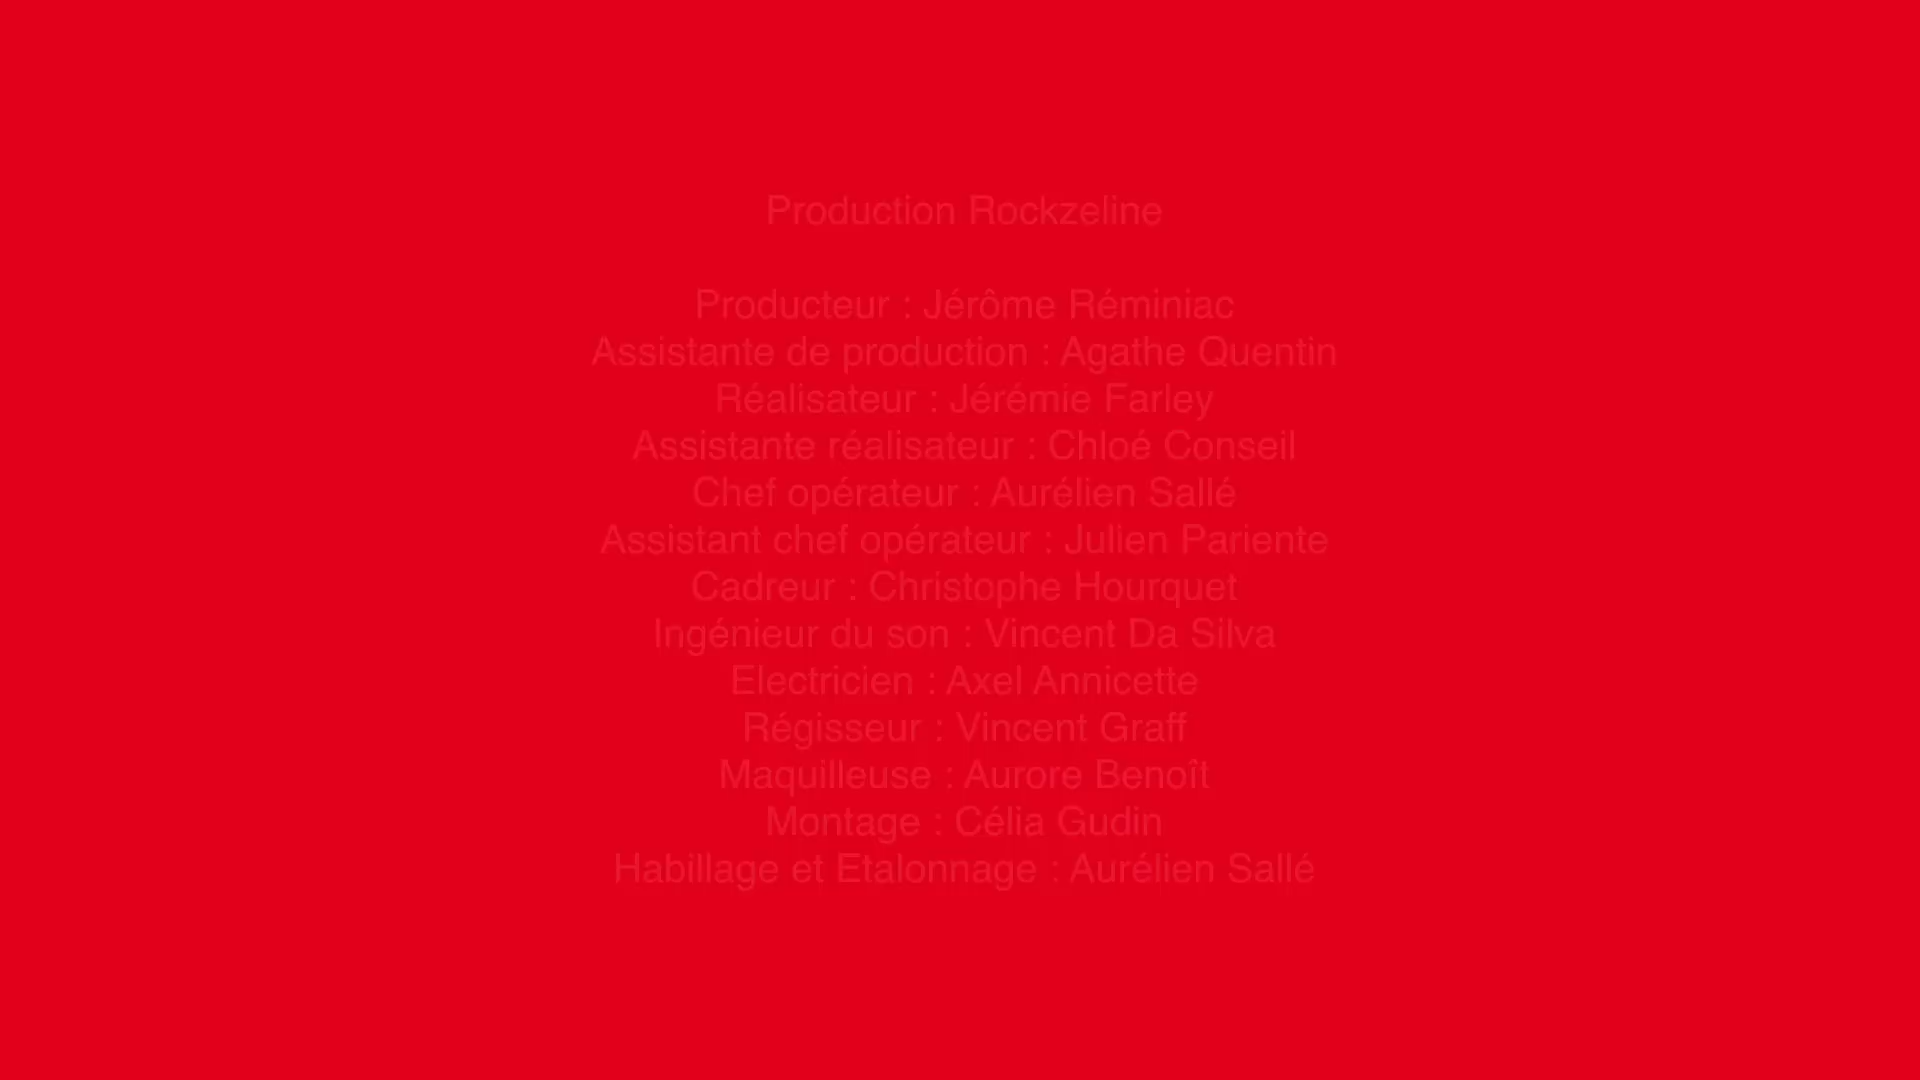 Production Rockzeline
Producteur : Jérôme Réminiac
Assistante de production : Agathe Quentin
Réalisateur : Jérémie Farley
Assistante réalisateur : Chloé Conseil
Chef opérateur : Aurélien Sallé
Assistant chef opérateur : Julien Pariente
Cadreur : Christophe Hourquet
Ingénieur du son : Vincent Da Silva
Electricien : Axel Annicette
Régisseur : Vincent Graff
Maquilleuse : Aurore Benoît
Montage : Célia Gudin
Habillage et Etalonnage : Aurélien Sallé